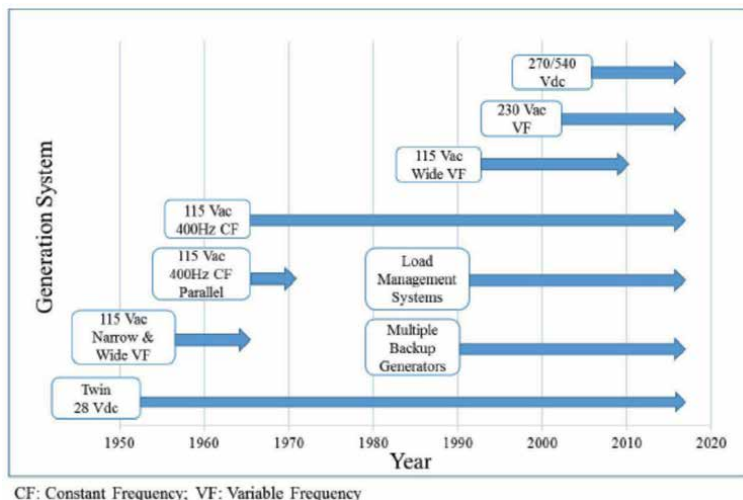 270/540
Vdc
230 Vac
VF
115 Vac
Wide VF
115 Vac
400Hz CF
115 Vac
400Hz CF
Parallel
Load
Management
Systems
115 Vac
Narrow &
Wide VF
Multiple
Backup
Generators
Twin
28 Vdc
Generation System
1950 1960 1970 1980 1990 2000 2010 2020
Year
CF: Constant Frequency; VF: Variable Frequency